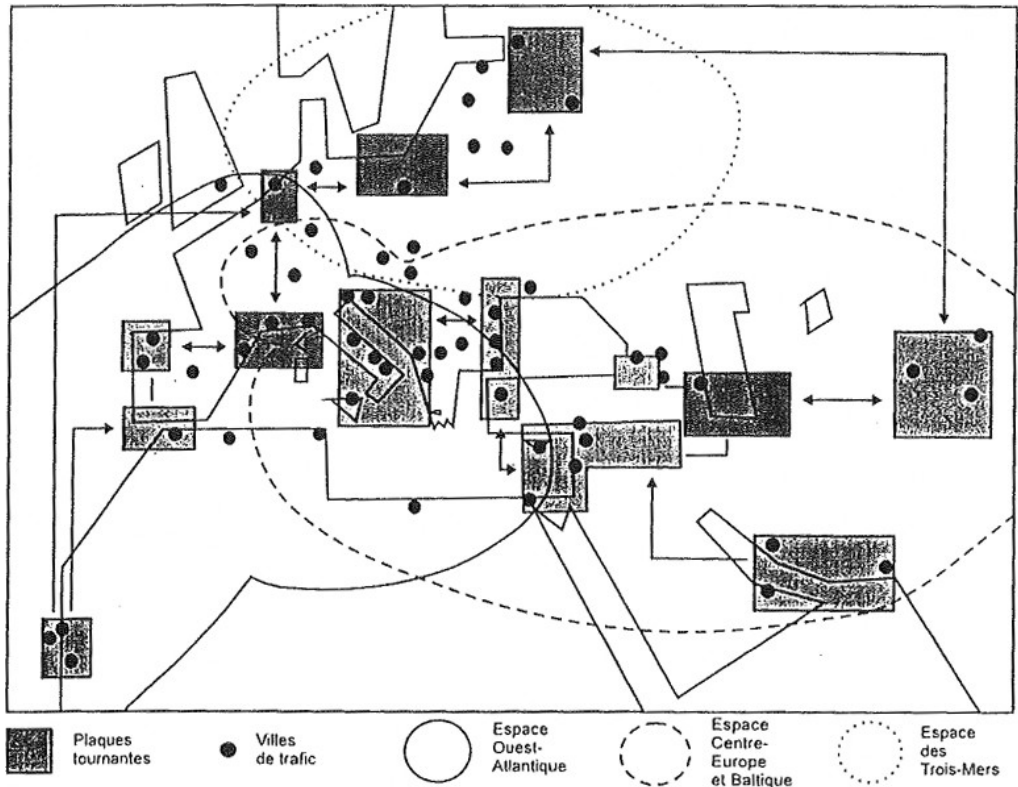 Plaques
tournantes
Villes
de trafic
Espace
Ouest-
Atlantique
Espace
Centre-
Europe
et Baltique
Espace
des
Trois-Mers